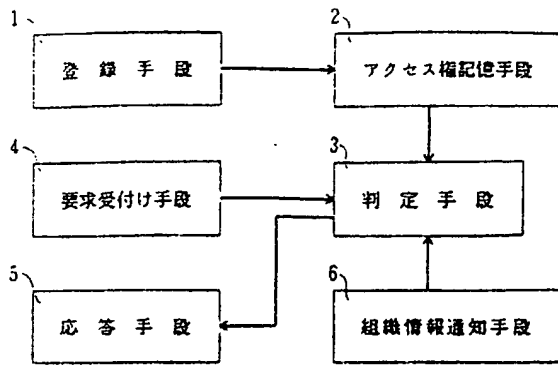 1
登録手段
2
アクセス権記憶手段
4
要求受付け手段
3
判定手段
5
応答手段
6
組織情報通知手段